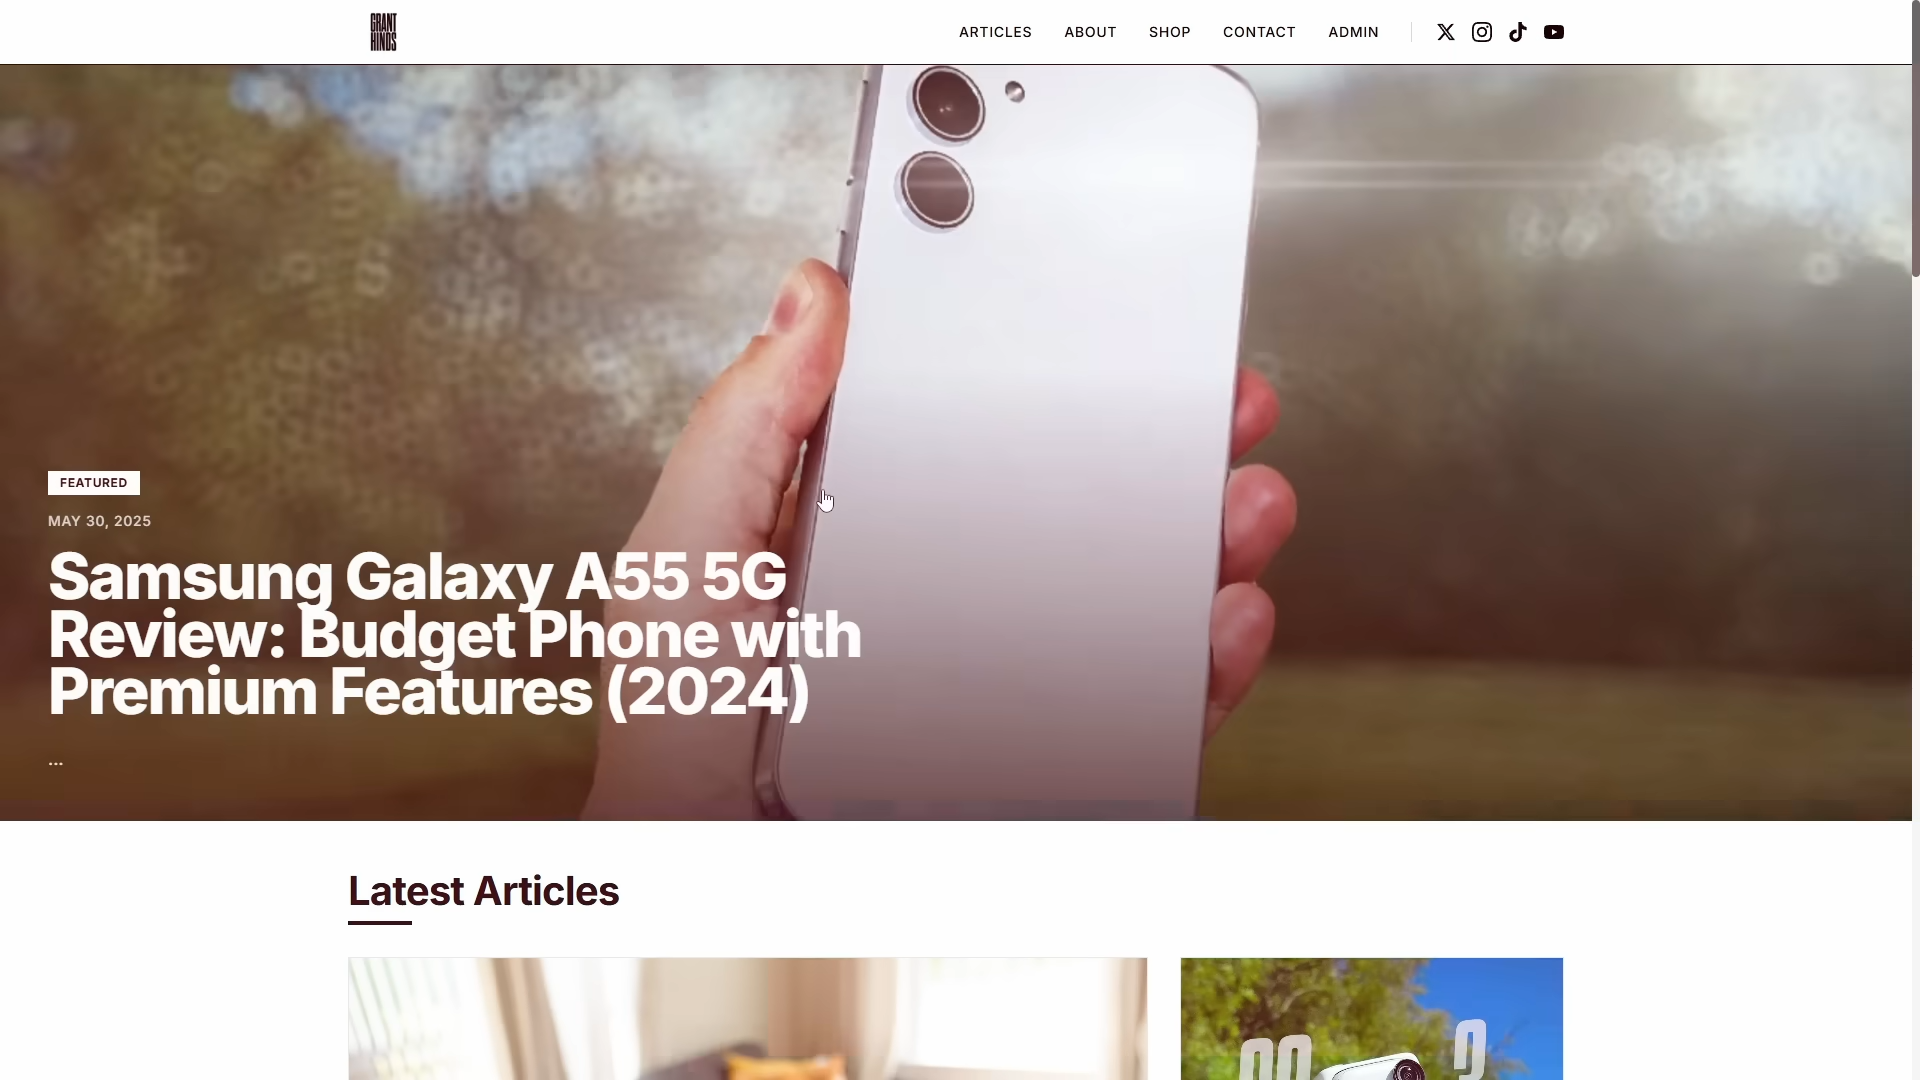 GRANT
HINDS
ARTICLES
ABOUT
SHOP
CONTACT
ADMIN
FEATURED
MAY 30, 2025
Samsung Galaxy A55 5G
Review: Budget Phone with
Premium Features (2024)
...
Latest Articles